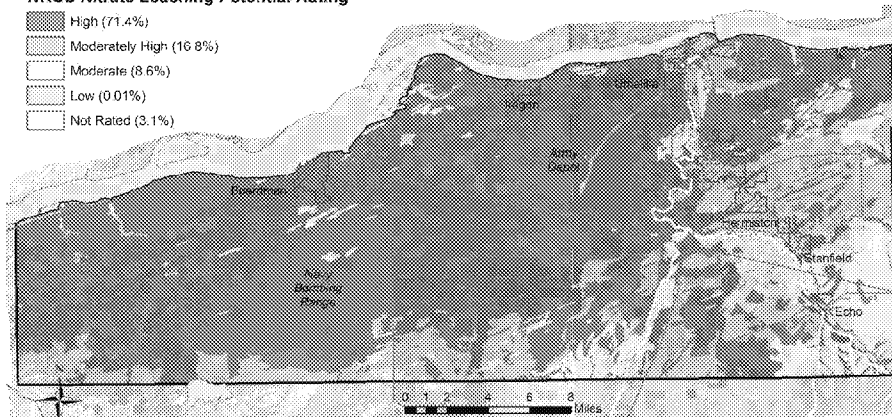 NRCS Nitrate Leaching Potential Rating
High (71.4%)
Moderately High (16.8%)
Moderate (8.6%)
Low (0.01%)
Not Rated (3.1%)
Umatilla
Irrigon
Army
Depot
Boardman
Hermiston
Stanfield
Navy
Bombing
Range
Echo
0 1 2 4 6 8
Miles